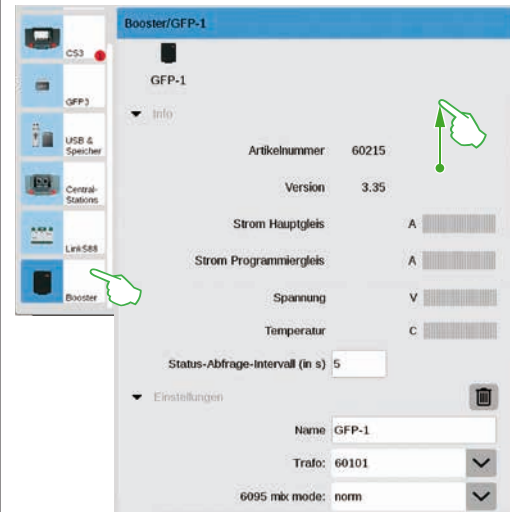 CS3
1
GFP3
USB &
Speicher
Central-
Stations
LinkS88
Booster
Booster/GFP-1
GFP-1
Info
Artikelnummer 60215
Version 3.35
Strom Hauptgleis A
Strom Programmiergleis A
Spannung V
Temperatur C
Status-Abfrage-Intervall (in s) 5
Einstellungen
Name GFP-1
Trafo: 60101
6095 mix mode: norm